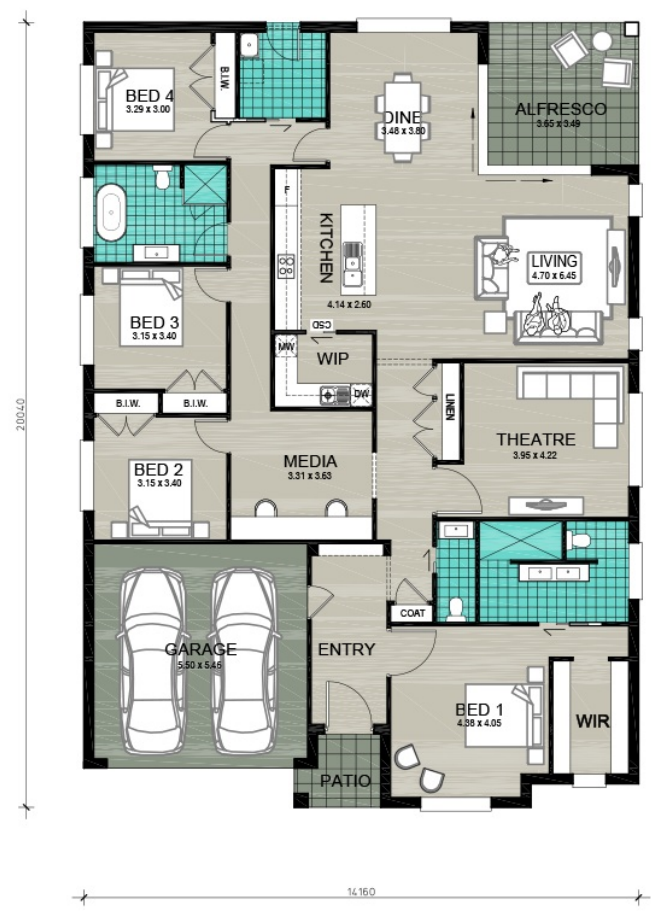 BED 4
3.29 x 3.00
B.I.W.
DINE
3.48 x 3.80
ALFRESCO
3.65 x 3.49
F
KITCHEN
4.14 x 2.60
LIVING
4.70 x 6.45
BED 3
3.15 x 3.40
CSD
MW
WIP
DW
B.I.W.
B.I.W.
LINEN
THEATRE
3.95 x 4.22
BED 2
3.15 x 3.40
MEDIA
3.31 x 3.63
20040
COAT
GARAGE
5.50 x 5.45
ENTRY
BED 1
4.38 x 4.05
WIR
PATIO
14160